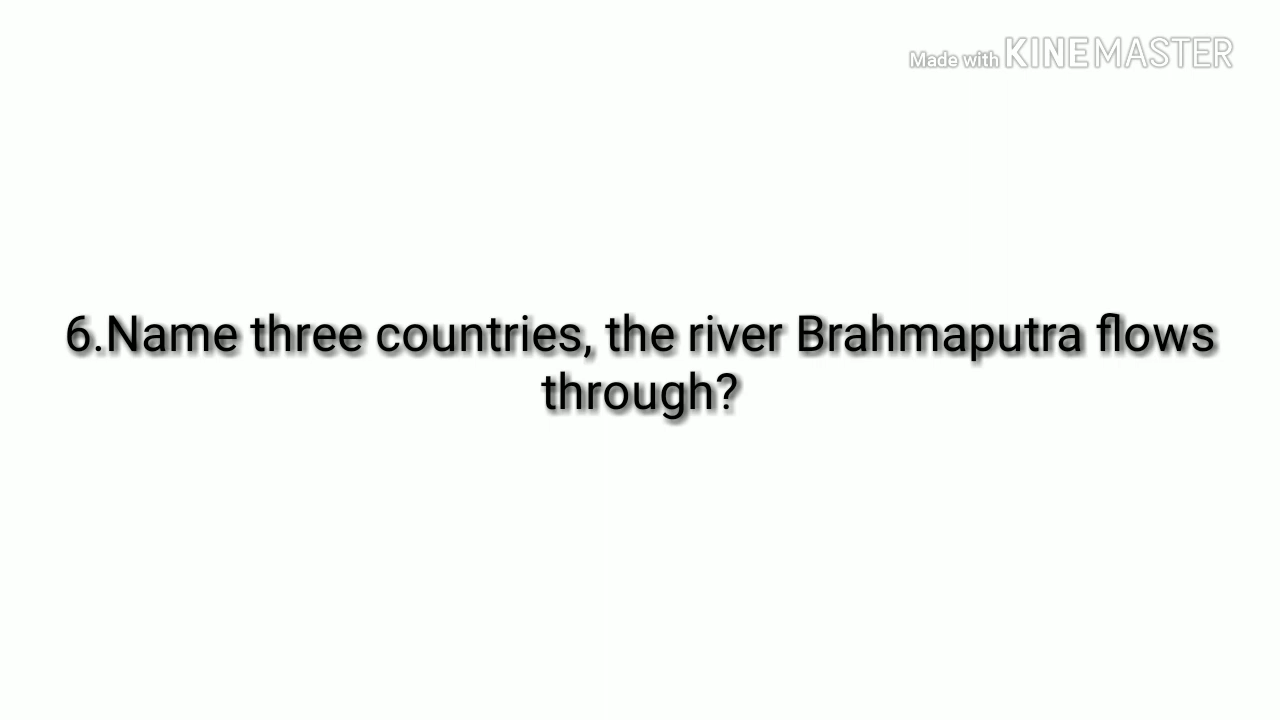 Made with KINEMASTER
6.Name three countries, the river Brahmaputra flows
through?